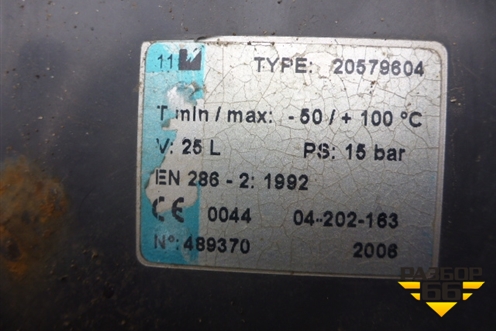 11
TYPE: 20579604
T min / max: - 50 / + 100 °C
V: 25 L PS: 15 bar
EN 286 - 2: 1992
CE 0044 04-202-163
N°: 489370 2006
РАЗБОР
66